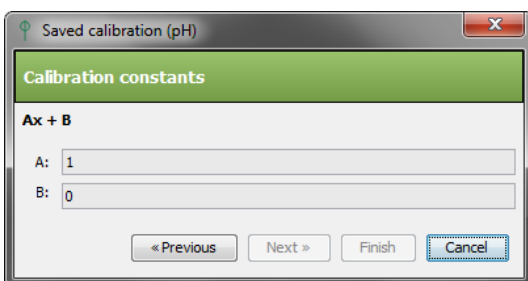 Saved calibration (pH)
Calibration constants
Ax + B
A: 1
B: 0
« Previous Next » Finish Cancel